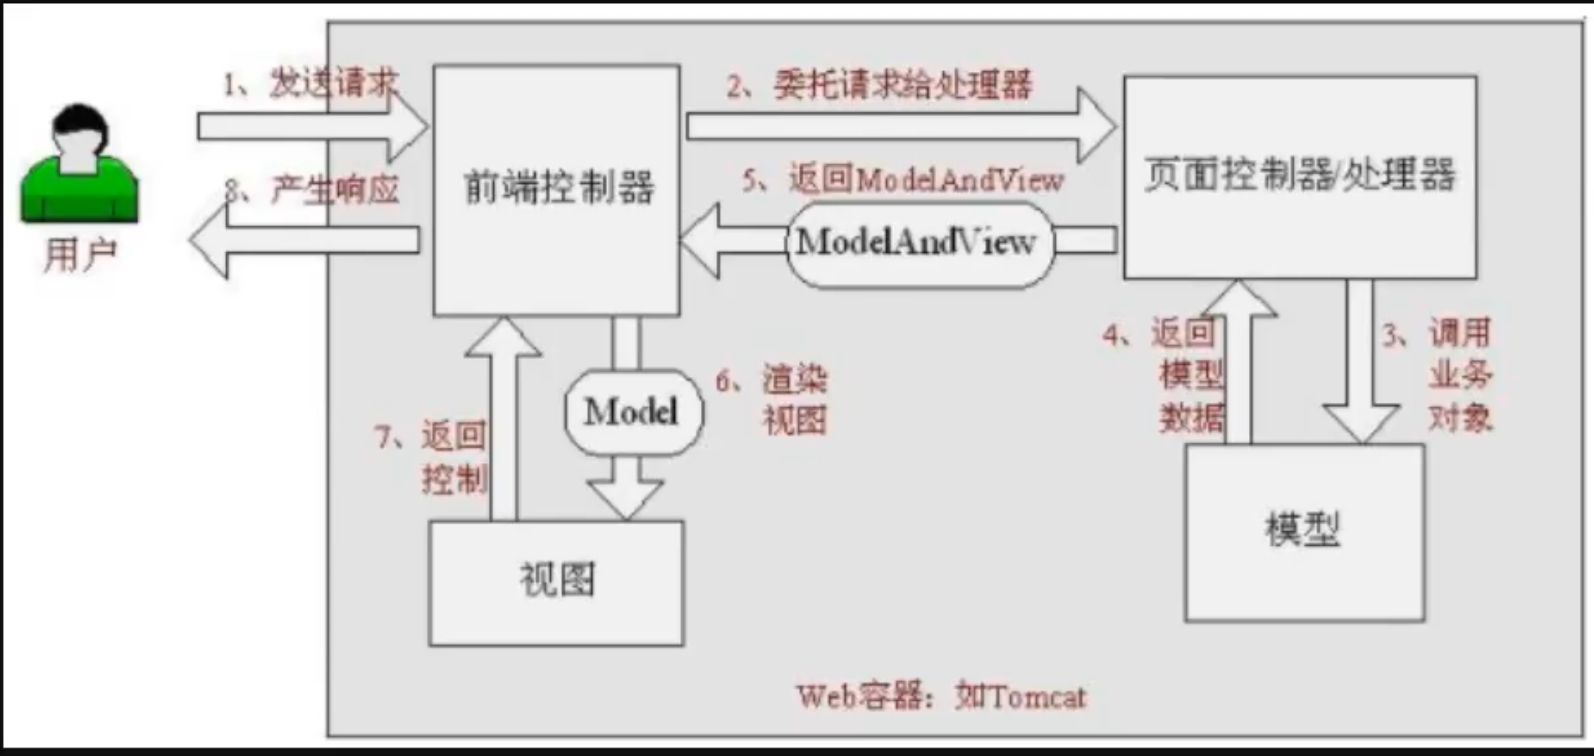 1、发送请求
2、委托请求给处理器
8、产生响应
前端控制器
5、返回ModelAndView
页面控制器/处理器
用户
ModelAndView
4、返回
模型
数据
3、调用
业务
对象
6、渲染
视图
Model
7、返回
控制
视图
模型
Web容器：如Tomcat